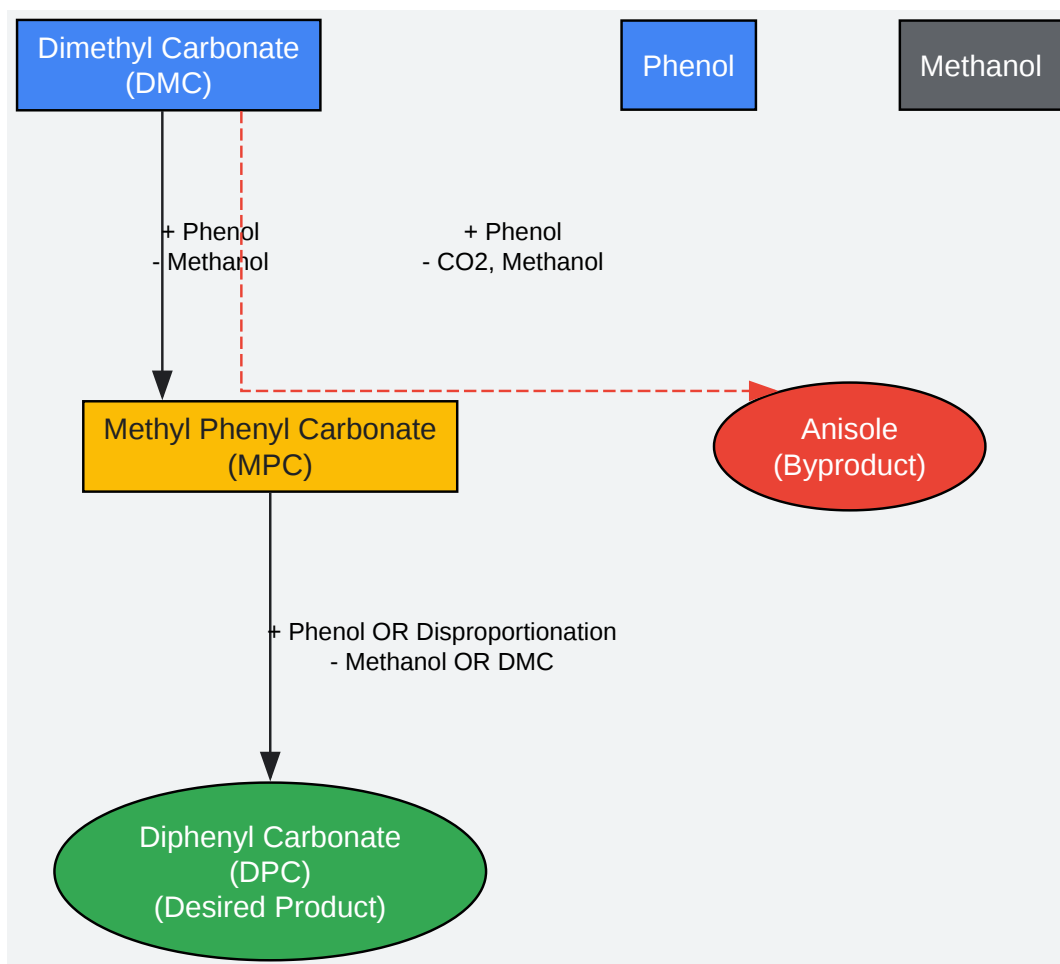 Dimethyl Carbonate
(DMC)
Phenol
Methanol
+ Phenol
- Methanol
+ Phenol
- CO2, Methanol
Methyl Phenyl Carbonate
(MPC)
Anisole
(Byproduct)
+ Phenol OR Disproportionation
- Methanol OR DMC
Diphenyl Carbonate
(DPC)
(Desired Product)